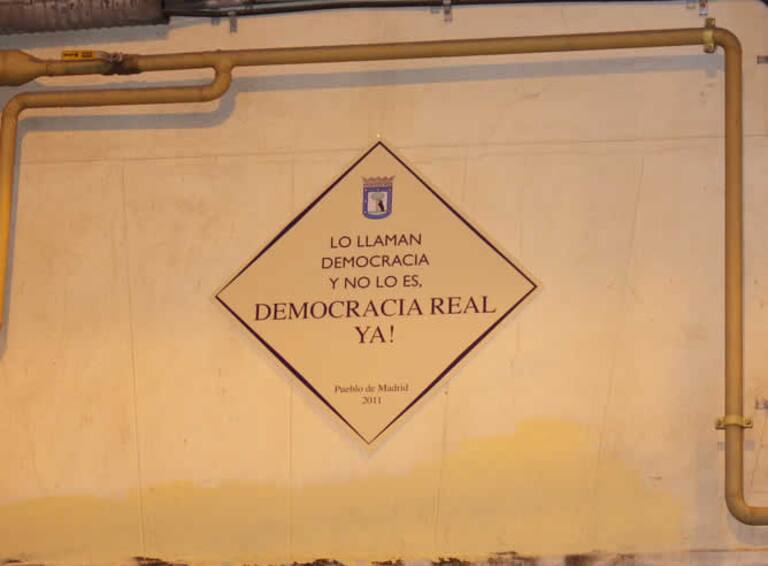 LO LLAMAN
DEMOCRACIA
Y NO LO ES,
DEMOCRACIA REAL
YA!
Pueblo de Madrid
2011